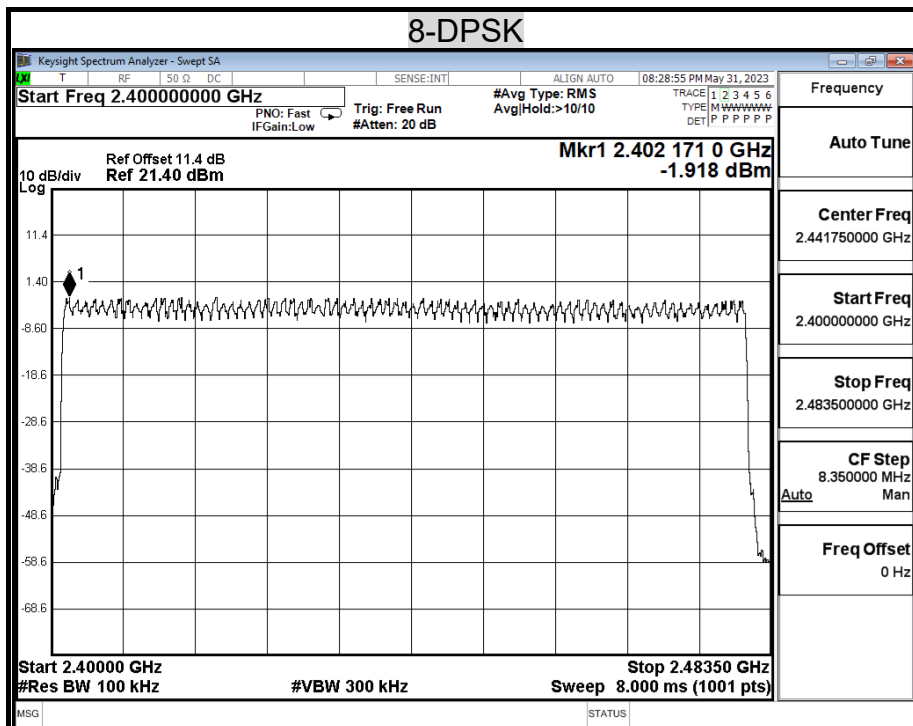 8-DPSK
Keysight Spectrum Analyzer - Swept SA
LXI T RF 50 Ω DC SENSE:INT ALIGN AUTO 08:28:55 PM May 31, 2023
Start Freq 2.400000000 GHz
PNO: Fast
IFGain:Low
Trig: Free Run
#Atten: 20 dB
#Avg Type: RMS
Avg|Hold:>10/10
TRACE 1 2 3 4 5 6
TYPE M WWWWW
DET P P P P P P
Ref Offset 11.4 dB
10 dB/div Ref 21.40 dBm
Log
Mkr1 2.402 171 0 GHz
-1.918 dBm
11.4
1.40
1
-8.60
-18.6
-28.6
-38.6
-48.6
-58.6
-68.6
Start 2.40000 GHz Stop 2.48350 GHz
#Res BW 100 kHz #VBW 300 kHz Sweep 8.000 ms (1001 pts)
MSG STATUS
Frequency
Auto Tune
Center Freq
2.441750000 GHz
Start Freq
2.400000000 GHz
Stop Freq
2.483500000 GHz
CF Step
8.350000 MHz
Auto Man
Freq Offset
0 Hz